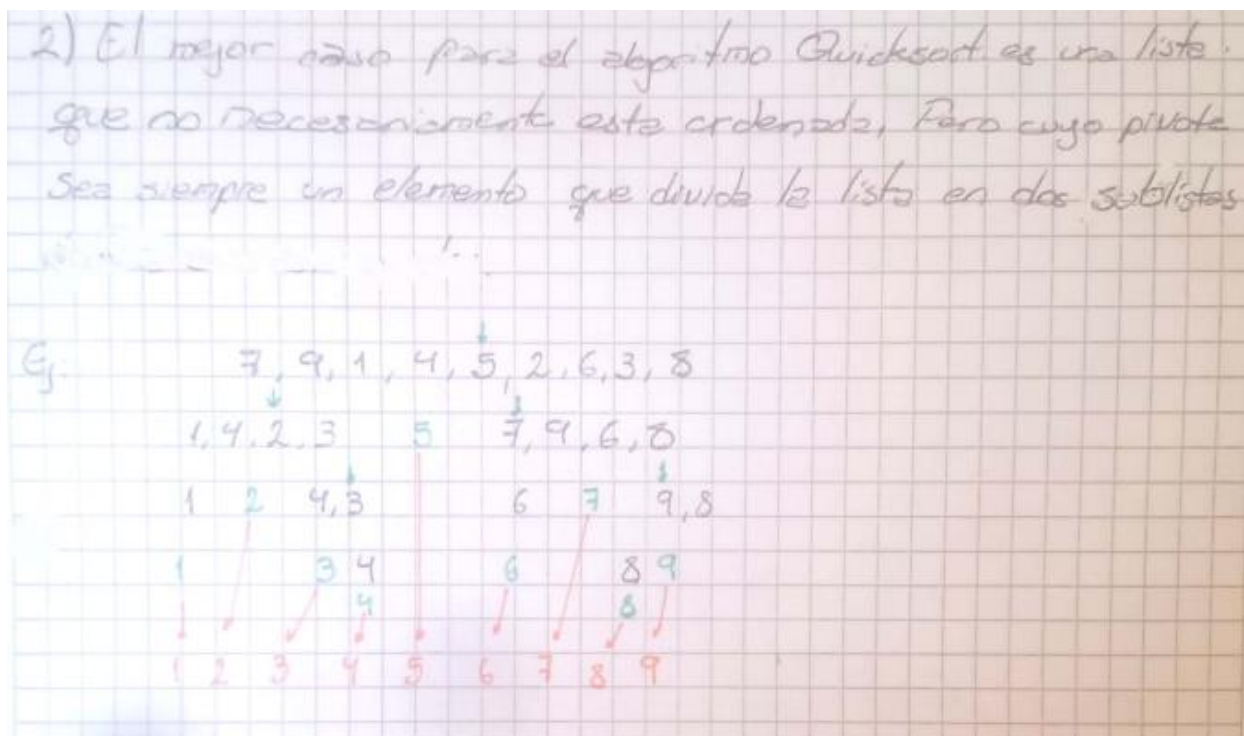 2) El mejor caso para el algoritmo Quicksort es una lista.
que no necesariamente este ordenada, Pero cuyo pivote
Sea siempre un elemento que divida la lista en dos sublistas
Ej. 7, 9, 1, 4, 5, 2, 6, 3, 8
1, 4, 2, 3 5 7, 9, 6, 8
1 2 4, 3 6 7 9, 8
1 3 4 6 8 9
4 8
1 2 3 4 5 6 7 8 9